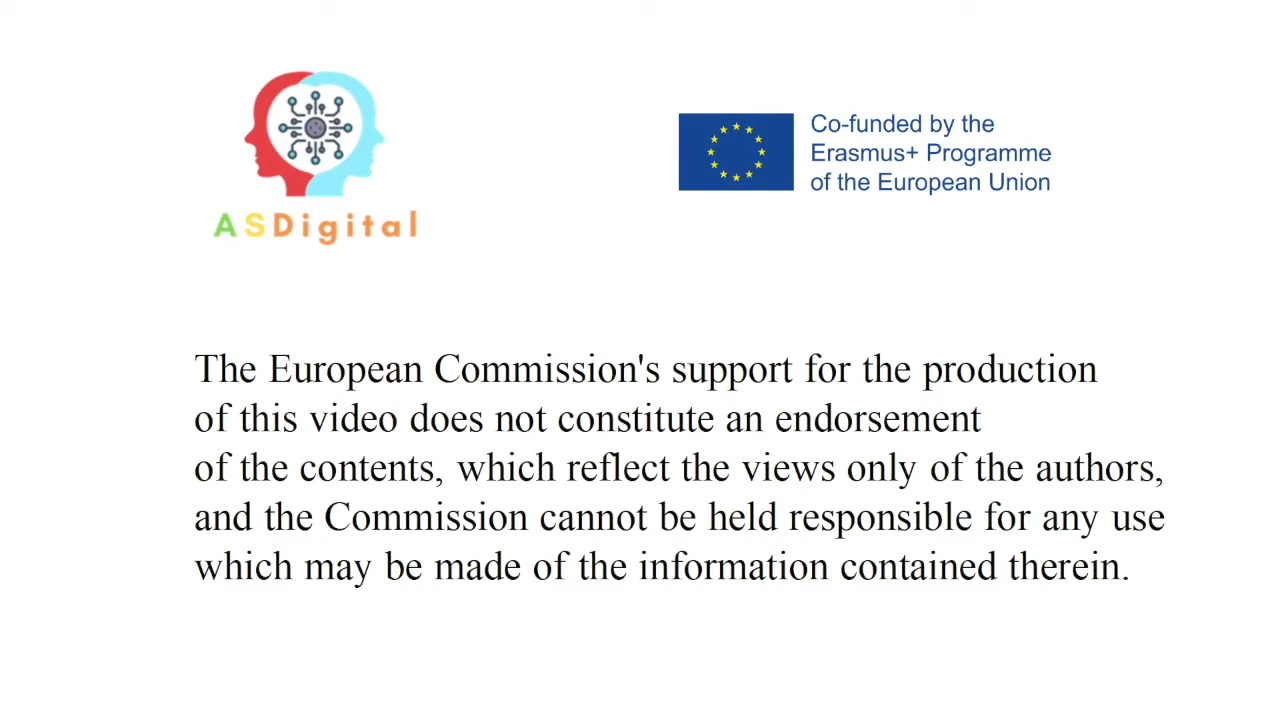 ASDigital
Co-funded by the
Erasmus+ Programme
of the European Union
The European Commission's support for the production
of this video does not constitute an endorsement
of the contents, which reflect the views only of the authors,
and the Commission cannot be held responsible for any use
which may be made of the information contained therein.